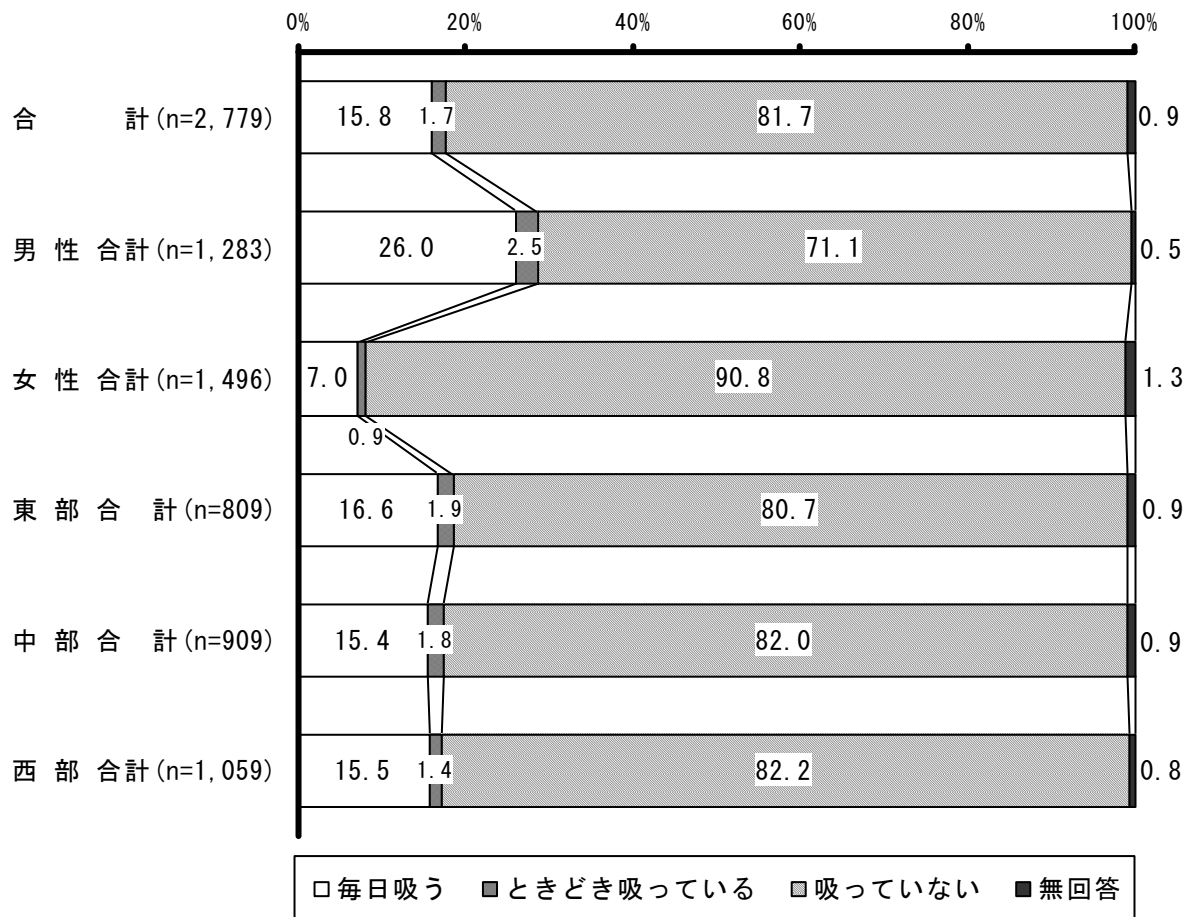 0% 20% 40% 60% 80% 100%
合計(n=2,779) 15.8 1.7 81.7 0.9
男性合計(n=1,283) 26.0 2.5 71.1 0.5
女性合計(n=1,496) 7.0 90.8 1.3
0.9
東部合計(n=809) 16.6 1.9 80.7 0.9
中部合計(n=909) 15.4 1.8 82.0 0.9
西部合計(n=1,059) 15.5 1.4 82.2 0.8
毎日吸う ときどき吸っている 吸っていない 無回答